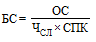 БС = ОС
Ч_СЛ × СПК